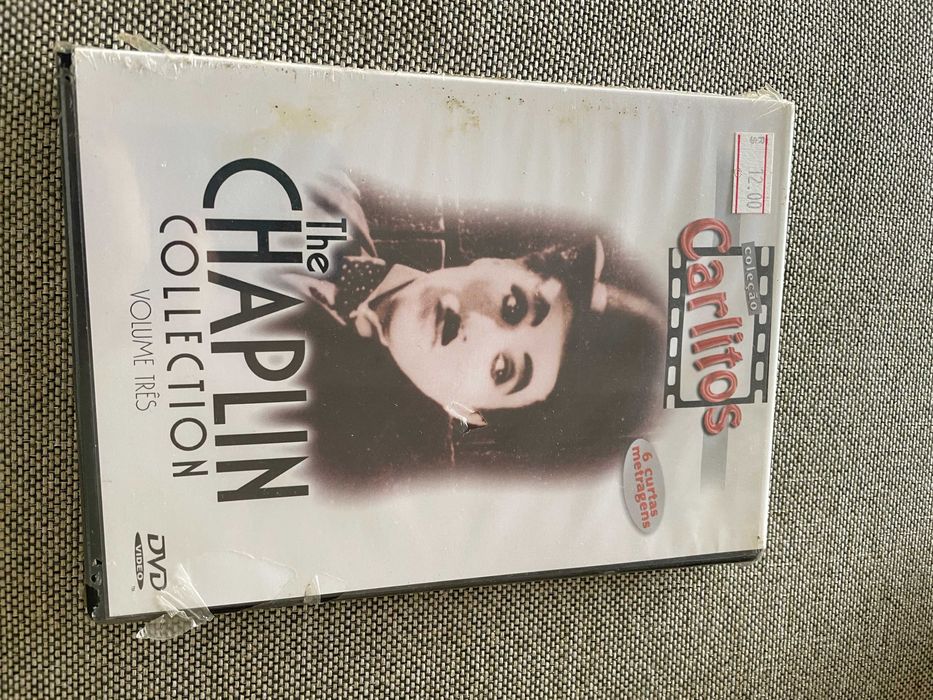 R$
12.00
coleção
carlitos
6 curtas
metragens
The
CHAPLIN
COLLECTION
VOLUME TRÊS
DVD
VIDEO